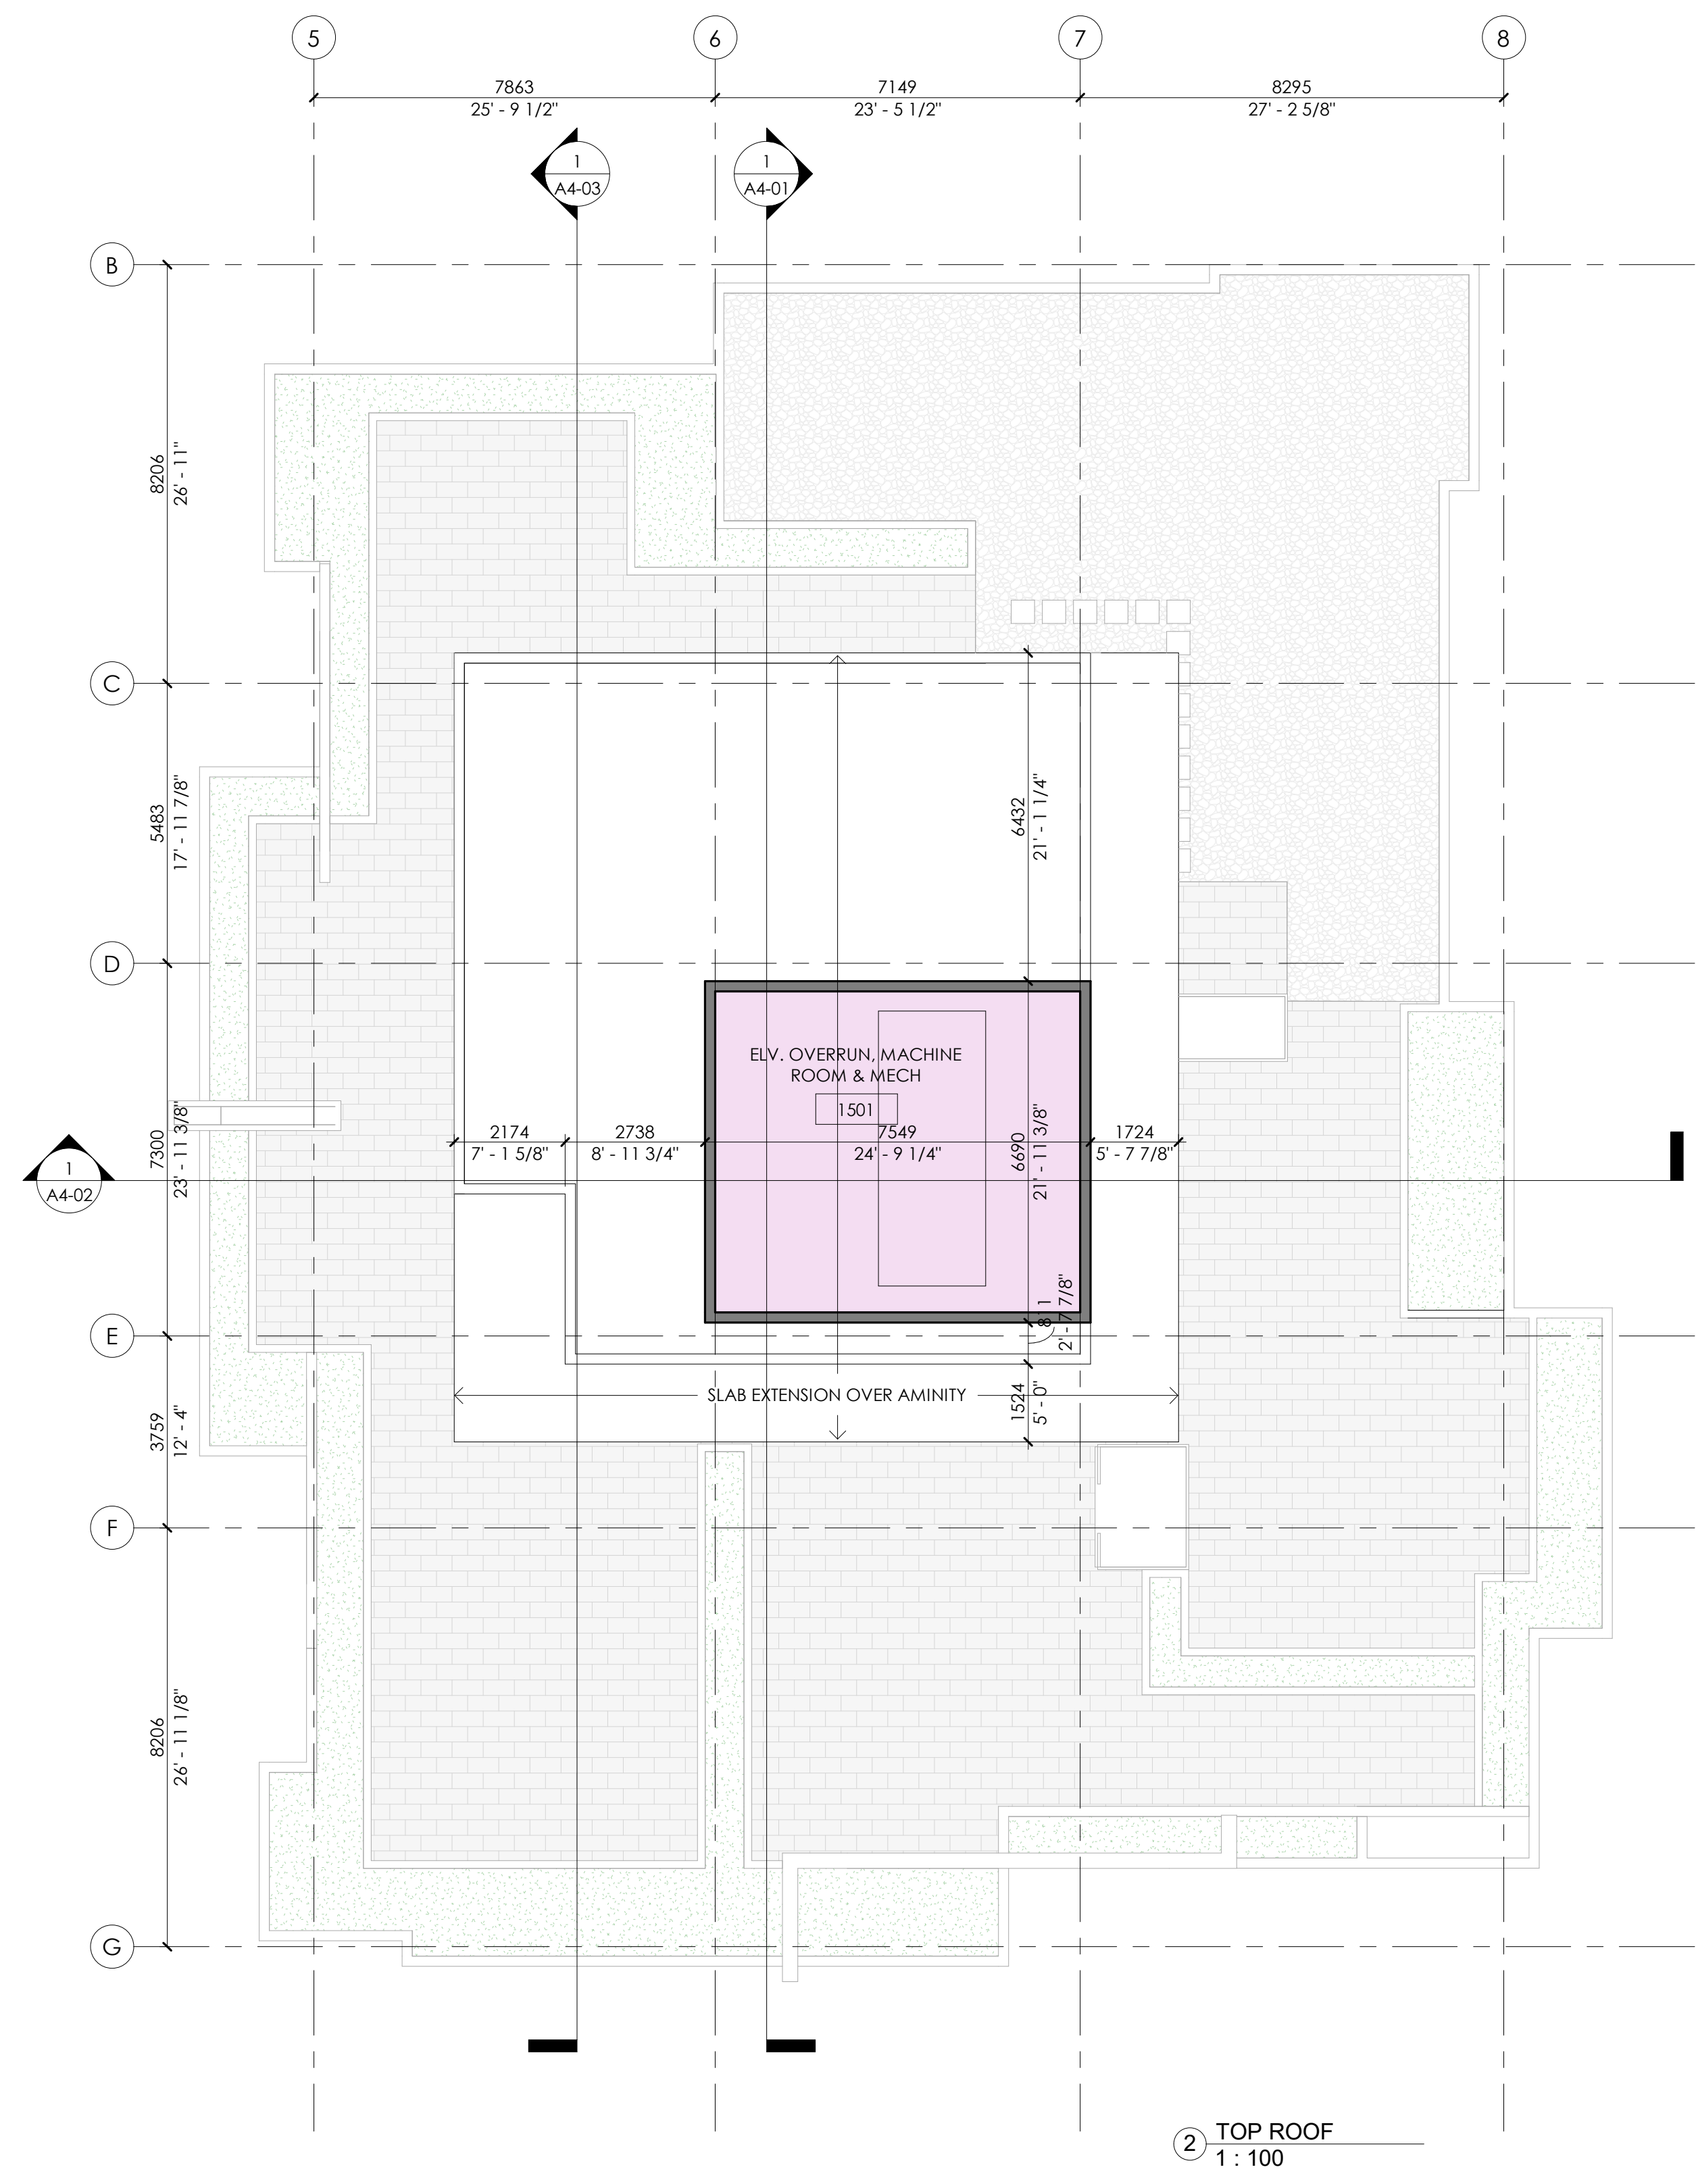 5
6
7
8
7863
25' - 9 1/2"
7149
23' - 5 1/2"
8295
27' - 2 5/8"
1
A4-03
1
A4-01
B
8206
26' - 11"
C
5483
17' - 11 7/8"
6432
21' - 1 1/4"
D
ELV. OVERRUN, MACHINE
ROOM & MECH
1501
7300
23' - 11 3/8"
2174
7' - 1 5/8"
2738
8' - 11 3/4"
7549
24' - 9 1/4"
6690
21' - 11 3/8"
1724
5' - 7 7/8"
1
A4-02
811
2' - 7 7/8"
E
SLAB EXTENSION OVER AMINITY
1524
5' - 0"
3759
12' - 4"
F
8206
26' - 11 1/8"
G
2
TOP ROOF
1 : 100